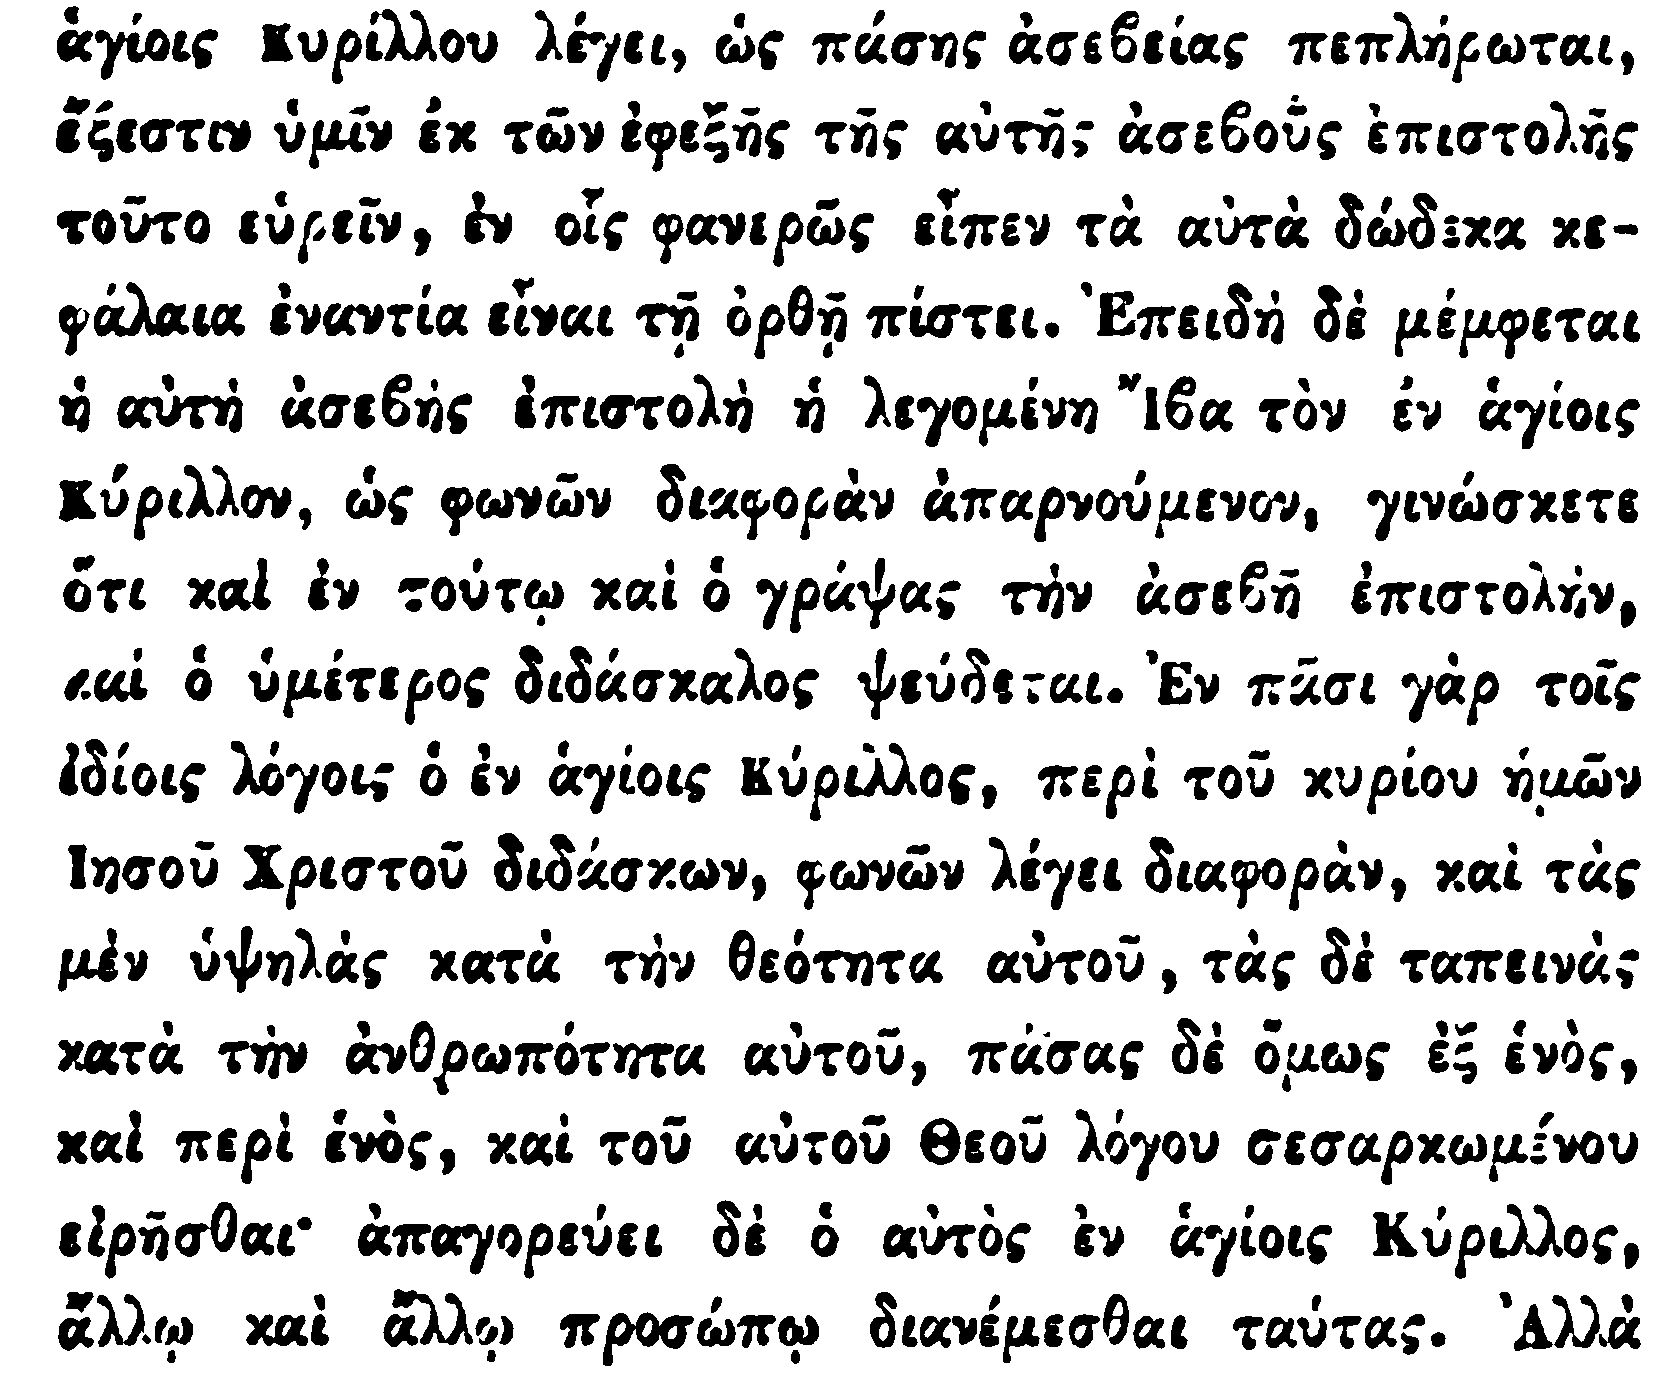 ἁγίοις Κυρίλλου λέγει, ὡς πάσης ἀσεβείας πεπλήρωται,
ἔξεστιν ὑμῖν ἐκ τῶν ἐφεξῆς τῆς αὐτῆς ἀσεβοῦς ἐπιστολῆς
τοῦτο εὑρεῖν, ἐν οἷς φανερῶς εἶπεν τὰ αὐτὰ δώδεκα κε-
φάλαια ἐναντία εἶναι τῇ ὀρθῇ πίστει. Ἐπειδὴ δὲ μέμφεται
ἡ αὐτὴ ἀσεβὴς ἐπιστολὴ ἡ λεγομένη Ἴβα τὸν ἐν ἁγίοις
Κύριλλον, ὡς φωνῶν διαφορὰν ἀπαρνούμενον, γινώσκετε
ὅτι καὶ ἐν τούτῳ καὶ ὁ γράψας τὴν ἀσεβῆ ἐπιστολὴν,
καὶ ὁ ὑμέτερος διδάσκαλος ψεύδεται. Ἐν πᾶσι γὰρ τοῖς
ἰδίοις λόγοις ὁ ἐν ἁγίοις Κύριλλος, περὶ τοῦ κυρίου ἡμῶν
Ἰησοῦ Χριστοῦ διδάσκων, φωνῶν λέγει διαφορὰν, καὶ τὰς
μὲν ὑψηλὰς κατὰ τὴν θεότητα αὐτοῦ, τὰς δὲ ταπεινὰς
κατὰ τὴν ἀνθρωπότητα αὐτοῦ, πάσας δὲ ὅμως ἐξ ἑνὸς,
καὶ περὶ ἑνὸς, καὶ τοῦ αὐτοῦ Θεοῦ λόγου σεσαρκωμένου
εἰρῆσθαι· ἀπαγορεύει δὲ ὁ αὐτὸς ἐν ἁγίοις Κύριλλος,
ἄλλῳ καὶ ἄλλῳ προσώπῳ διανέμεσθαι ταύτας. Ἀλλὰ